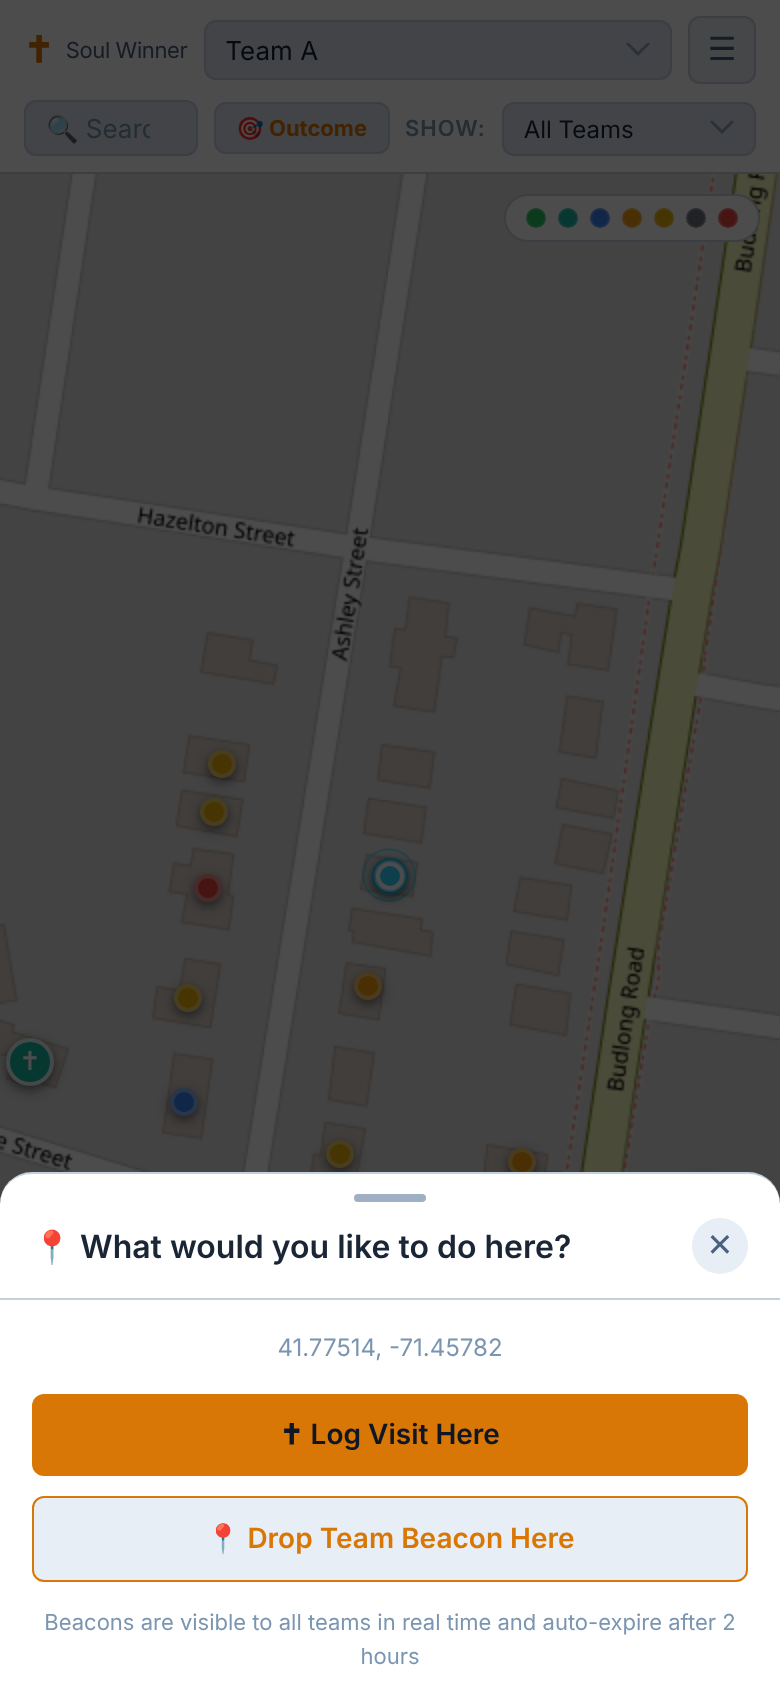 Soul Winner
Team A
Searc
Outcome
SHOW:
All Teams
Hazelton Street
Ashley Street
Budlong Road
e Street
What would you like to do here?
41.77514, -71.45782
Log Visit Here
Drop Team Beacon Here
Beacons are visible to all teams in real time and auto-expire after 2
hours